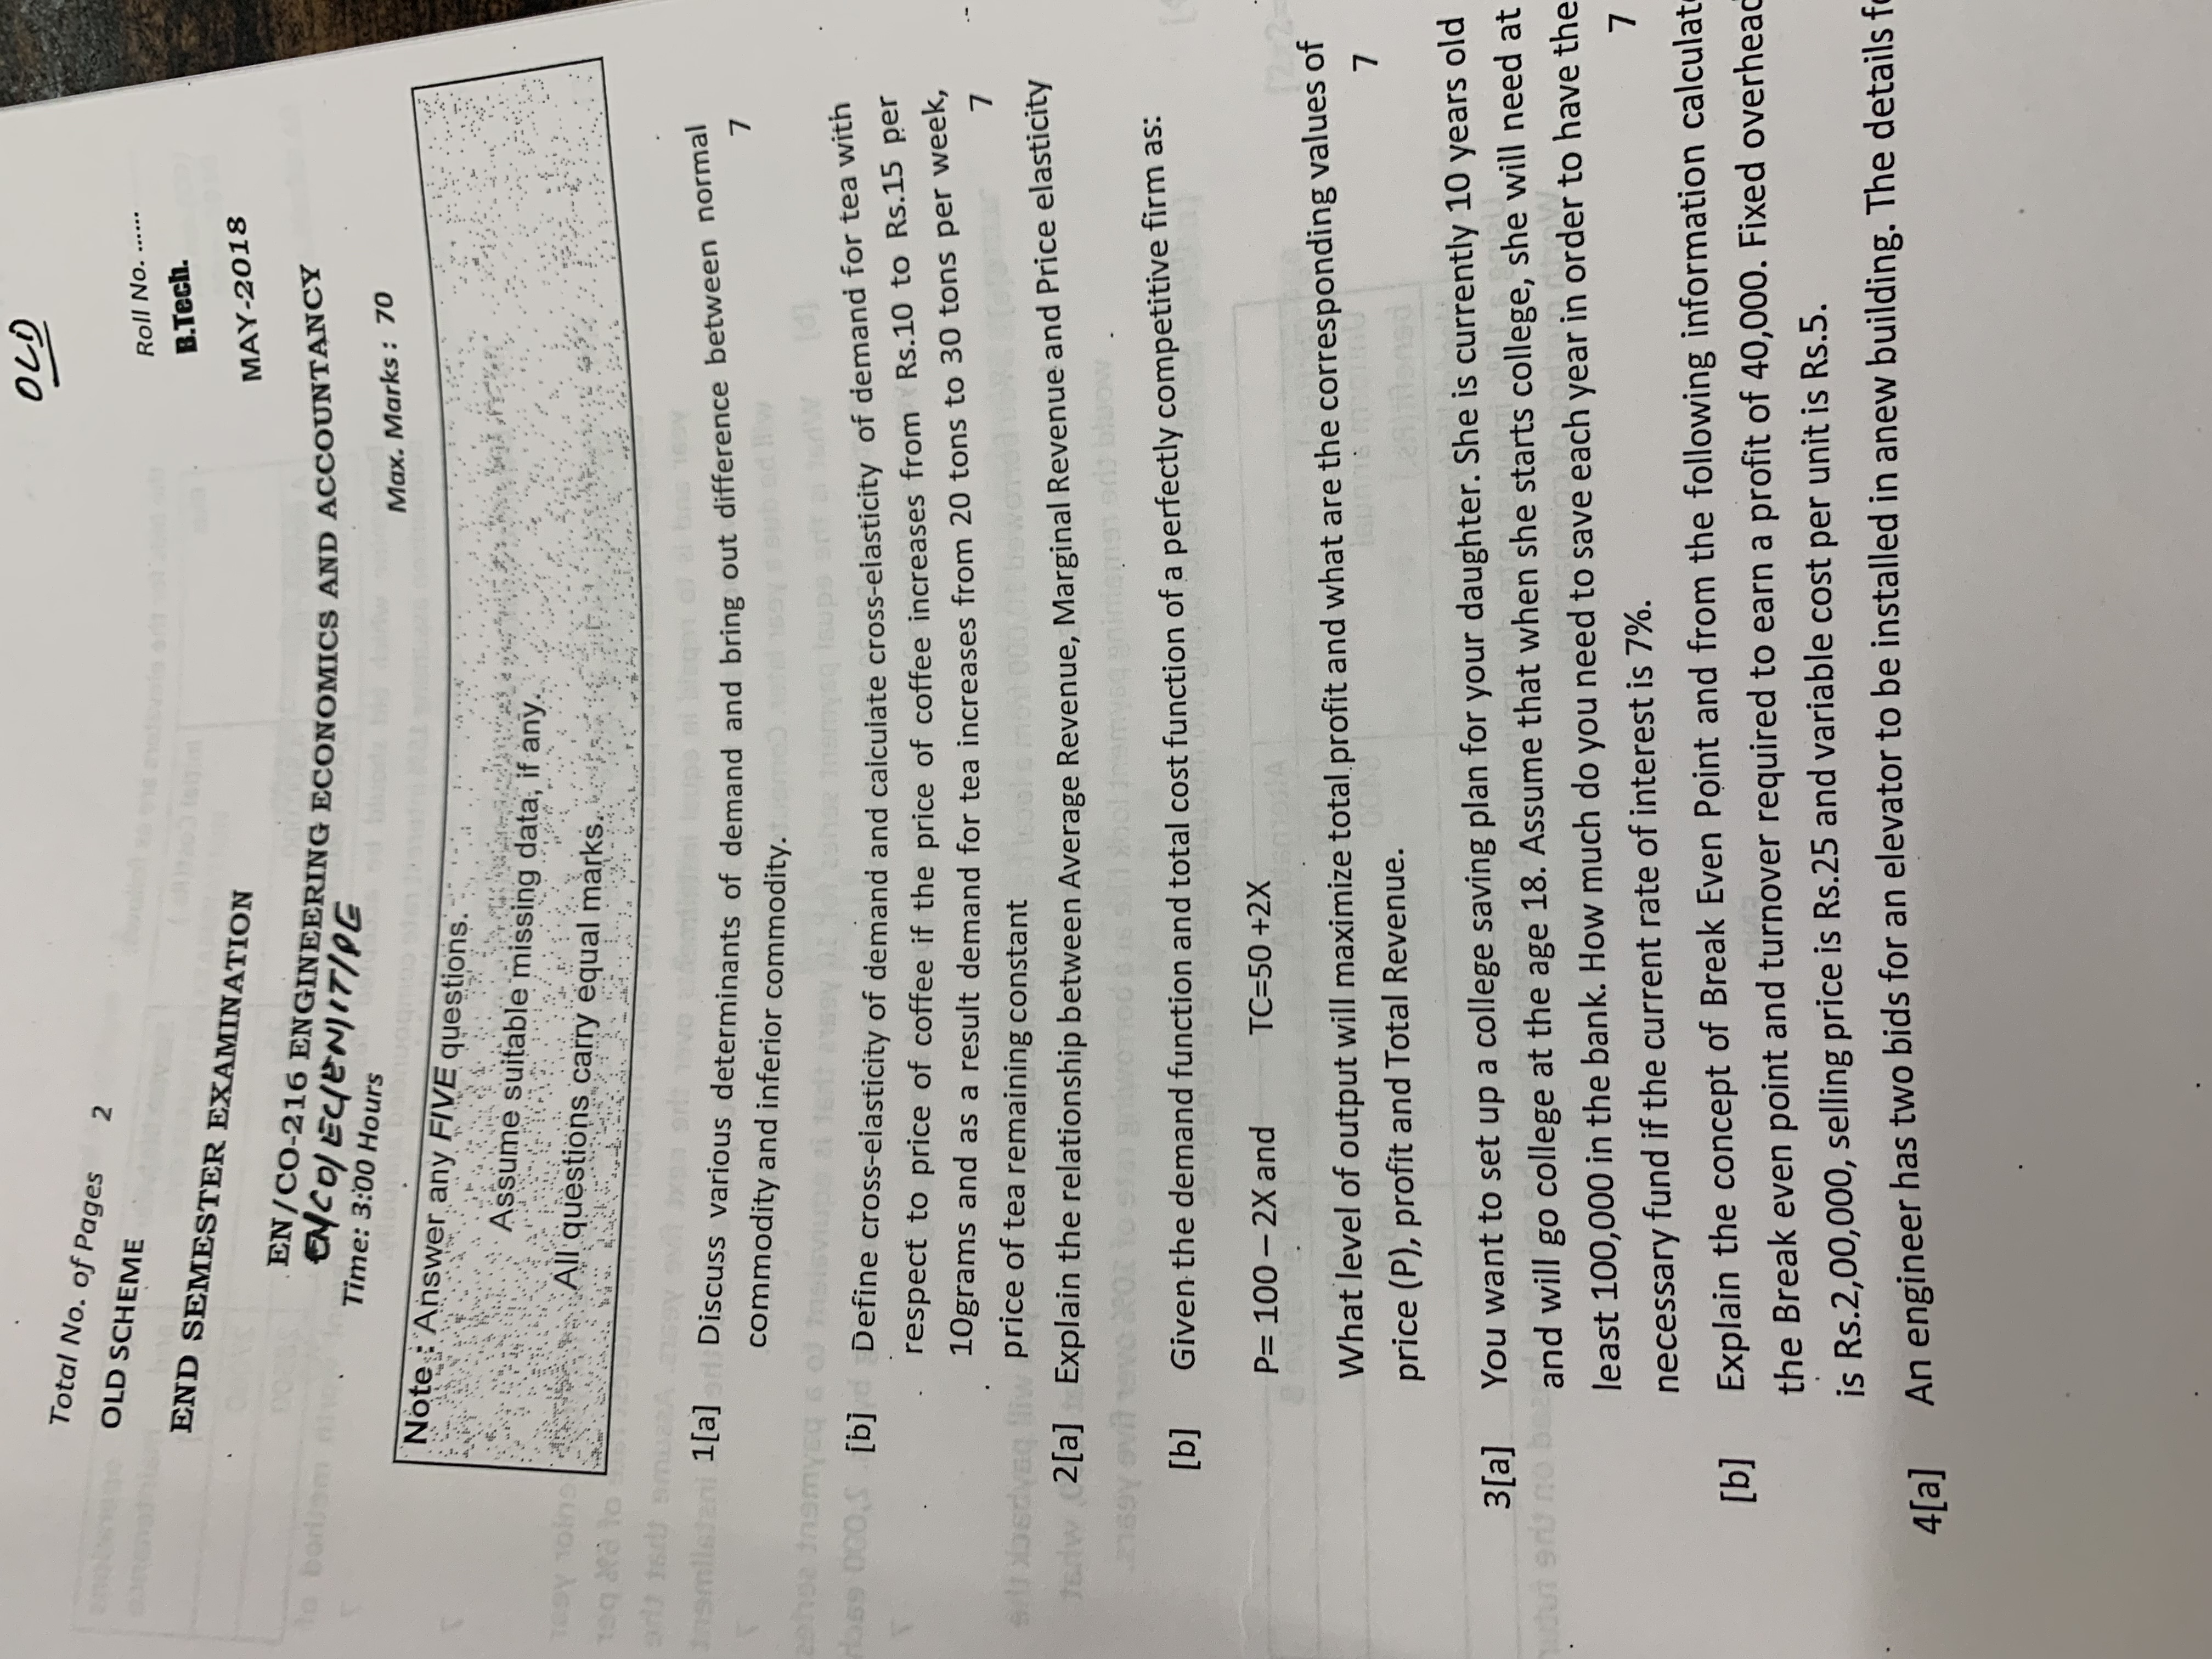 OLD
Total No. of Pages 2
OLD SCHEME
Roll No. ......
B.Tech.
END SEMESTER EXAMINATION
MAY-2018
EN/CO-216 ENGINEERING ECONOMICS AND ACCOUNTANCY
Time: 3:00 Hours
Max. Marks : 70
Note : Answer any FIVE questions.
Assume suitable missing data, if any.
All questions carry equal marks.
1[a] Discuss various determinants of demand and bring out difference between normal
commodity and inferior commodity. 7
[b] Define cross-elasticity of demand and calculate cross-elasticity of demand for tea with
respect to price of coffee if the price of coffee increases from Rs.10 to Rs.15 per
10grams and as a result demand for tea increases from 20 tons to 30 tons per week,
price of tea remaining constant 7
2[a] Explain the relationship between Average Revenue, Marginal Revenue and Price elasticity
[b] Given the demand function and total cost function of a perfectly competitive firm as:
P= 100 – 2X and TC=50 +2X
What level of output will maximize total profit and what are the corresponding values of
price (P), profit and Total Revenue. 7
3[a] You want to set up a college saving plan for your daughter. She is currently 10 years old
and will go college at the age 18. Assume that when she starts college, she will need at
least 100,000 in the bank. How much do you need to save each year in order to have the
necessary fund if the current rate of interest is 7%. 7
[b] Explain the concept of Break Even Point and from the following information calculat
the Break even point and turnover required to earn a profit of 40,000. Fixed overhead
is Rs.2,00,000, selling price is Rs.25 and variable cost per unit is Rs.5.
4[a] An engineer has two bids for an elevator to be installed in anew building. The details f